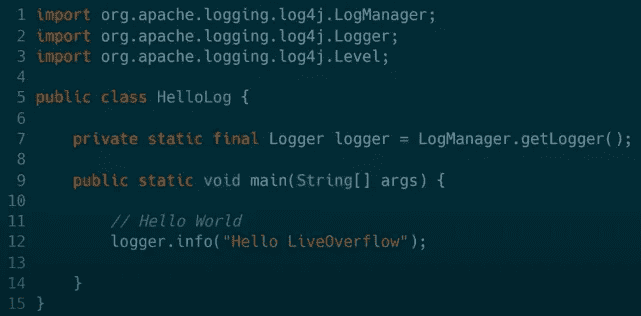 1 import org.apache.logging.log4j.LogManager;
2 import org.apache.logging.log4j.Logger;
3 import org.apache.logging.log4j.Level;
4
5 public class HelloLog {
6
7     private static final Logger logger = LogManager.getLogger();
8
9     public static void main(String[] args) {
10
11         // Hello World
12         logger.info("Hello LiveOverflow");
13
14     }
15 }